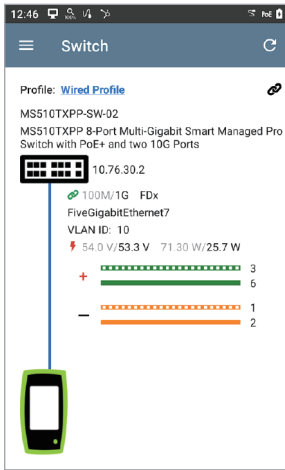 12:46 PoE
Switch
Profile: Wired Profile
MS510TXPP-SW-02
MS510TXPP 8-Port Multi-Gigabit Smart Managed Pro
Switch with PoE+ and two 10G Ports
10.76.30.2
100M/1G FDx
FiveGigabitEthernet7
VLAN ID: 10
54.0 V/53.3 V 71.30 W/25.7 W
+ 3
6
— 1
2